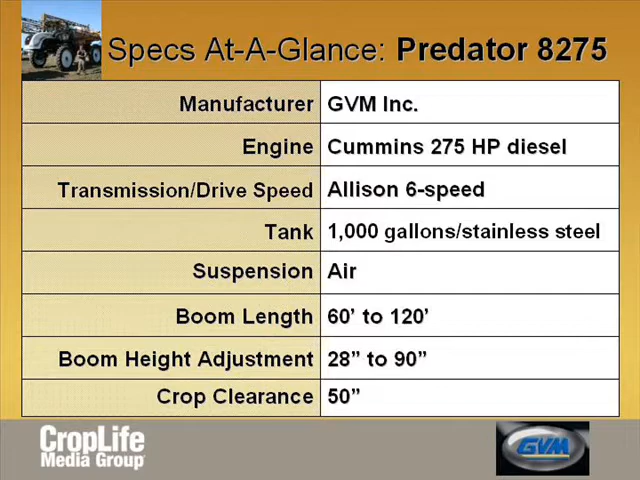 Specs At-A-Glance: Predator 8275
Manufacturer GVM Inc.
Engine Cummins 275 HP diesel
Transmission/Drive Speed Allison 6-speed
Tank 1,000 gallons/stainless steel
Suspension Air
Boom Length 60’ to 120’
Boom Height Adjustment 28” to 90”
Crop Clearance 50”
CropLife
Media Group
GVM